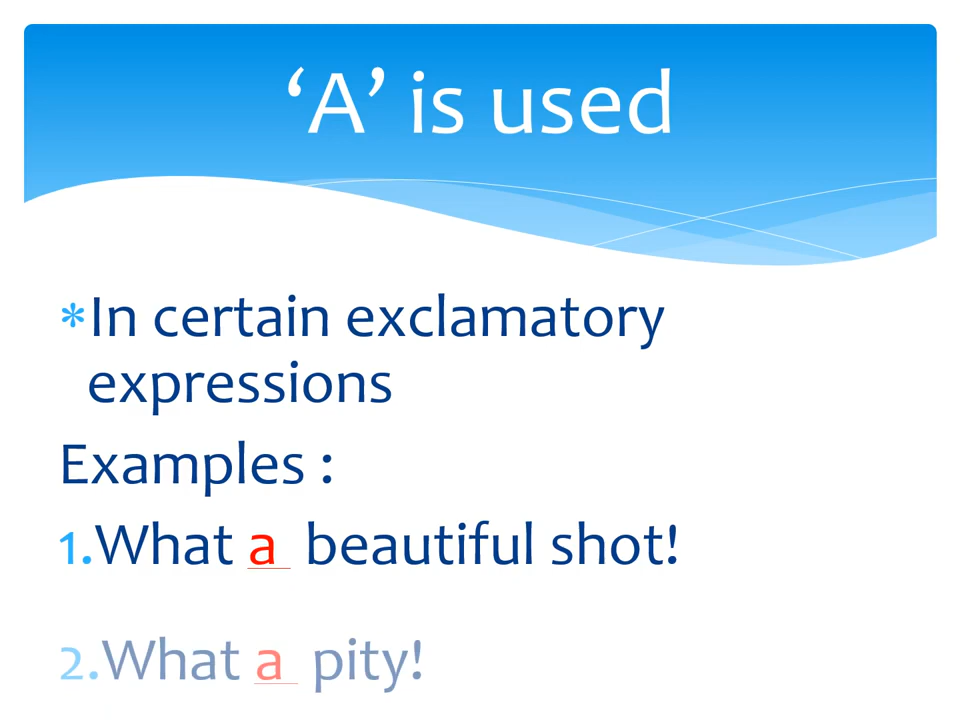 ‘A’ is used
*In certain exclamatory
expressions
Examples :
1.What a beautiful shot!
2.What a pity!